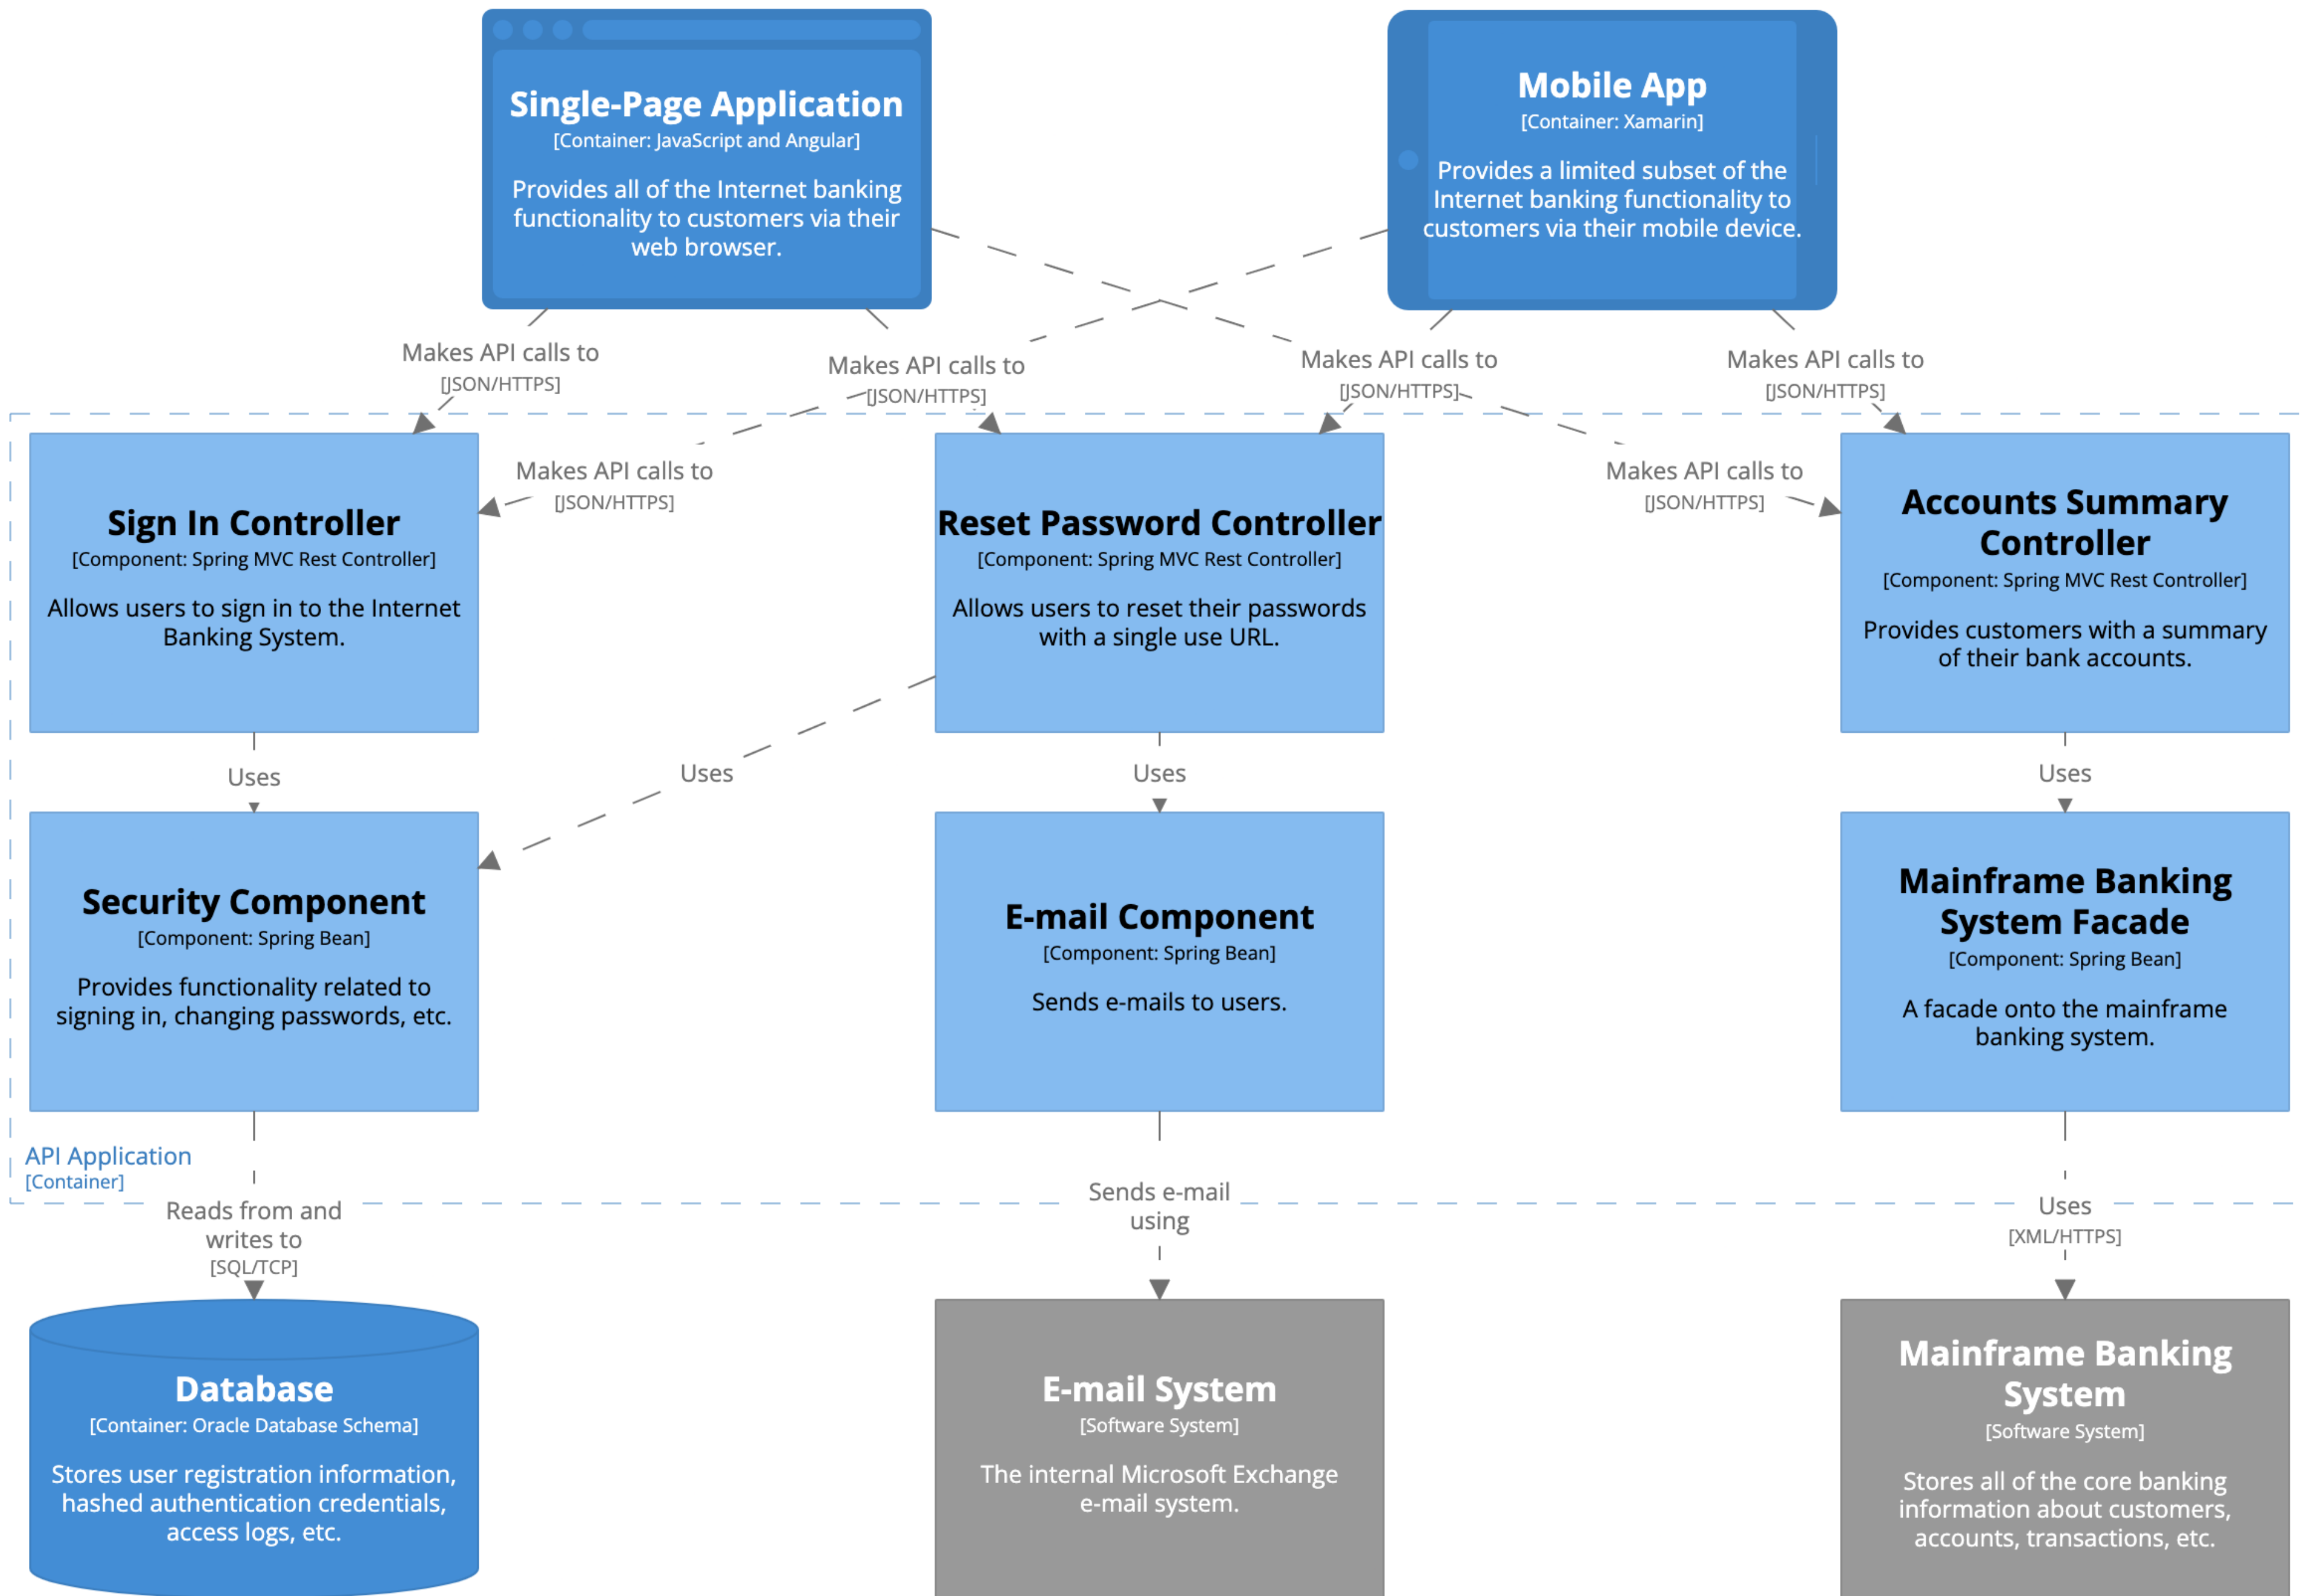 Single-Page Application
[Container: JavaScript and Angular]
Provides all of the Internet banking
functionality to customers via their
web browser.
Mobile App
[Container: Xamarin]
Provides a limited subset of the
Internet banking functionality to
customers via their mobile device.
Makes API calls to
[JSON/HTTPS]
Makes API calls to
[JSON/HTTPS]
Makes API calls to
[JSON/HTTPS]
Makes API calls to
[JSON/HTTPS]
Makes API calls to
[JSON/HTTPS]
Makes API calls to
[JSON/HTTPS]
Sign In Controller
[Component: Spring MVC Rest Controller]
Allows users to sign in to the Internet
Banking System.
Reset Password Controller
[Component: Spring MVC Rest Controller]
Allows users to reset their passwords
with a single use URL.
Accounts Summary
Controller
[Component: Spring MVC Rest Controller]
Provides customers with a summary
of their bank accounts.
Uses
Uses
Uses
Uses
Security Component
[Component: Spring Bean]
Provides functionality related to
signing in, changing passwords, etc.
E-mail Component
[Component: Spring Bean]
Sends e-mails to users.
Mainframe Banking
System Facade
[Component: Spring Bean]
A facade onto the mainframe
banking system.
API Application
[Container]
Reads from and
writes to
[SQL/TCP]
Sends e-mail
using
Uses
[XML/HTTPS]
Database
[Container: Oracle Database Schema]
Stores user registration information,
hashed authentication credentials,
access logs, etc.
E-mail System
[Software System]
The internal Microsoft Exchange
e-mail system.
Mainframe Banking
System
[Software System]
Stores all of the core banking
information about customers,
accounts, transactions, etc.